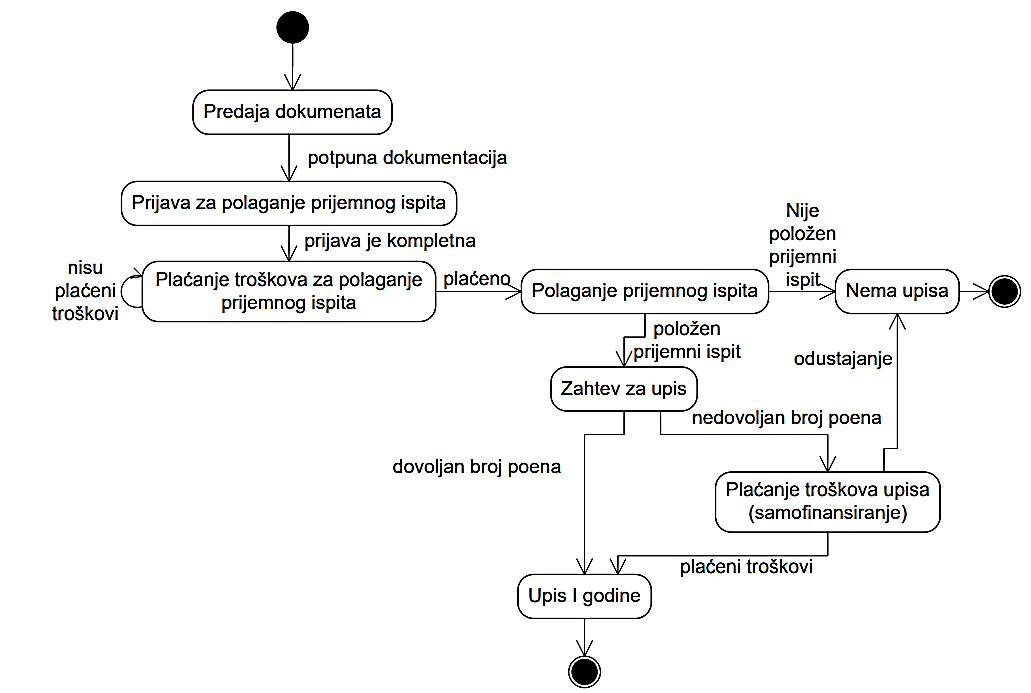 Predaja dokumenata
potpuna dokumentacija
Prijava za polaganje prijemnog ispita
prijava je kompletna
nisu
plaćeni
troškovi
Plaćanje troškova za polaganje
prijemnog ispita
plaćeno
Polaganje prijemnog ispita
Nije
položen
prijemni
ispit
Nema upisa
položen
prijemni ispit
odustajanje
Zahtev za upis
nedovoljan broj poena
dovoljan broj poena
Plaćanje troškova upisa
(samofinansiranje)
plaćeni troškovi
Upis I godine